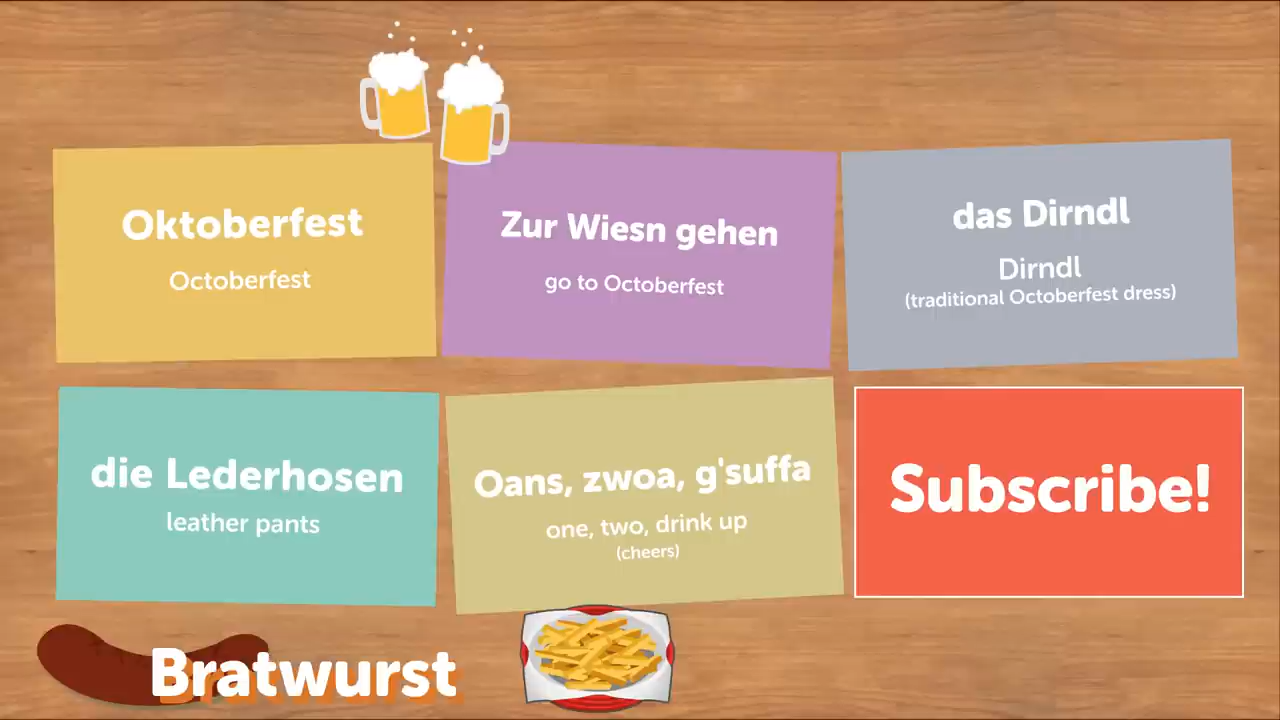 Oktoberfest
Octoberfest
Zur Wiesn gehen
go to Octoberfest
das Dirndl
Dirndl
(traditional Octoberfest dress)
die Lederhosen
leather pants
Oans, zwoa, g'suffa
one, two, drink up
(cheers)
Subscribe!
Bratwurst